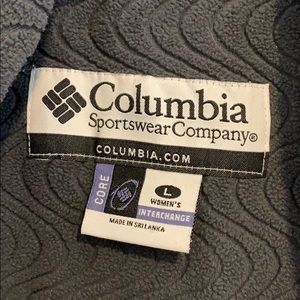 Columbia
Sportswear Company®
COLUMBIA.COM
CORE
L
WOMEN'S
INTERCHANGE
MADE IN SRI LANKA